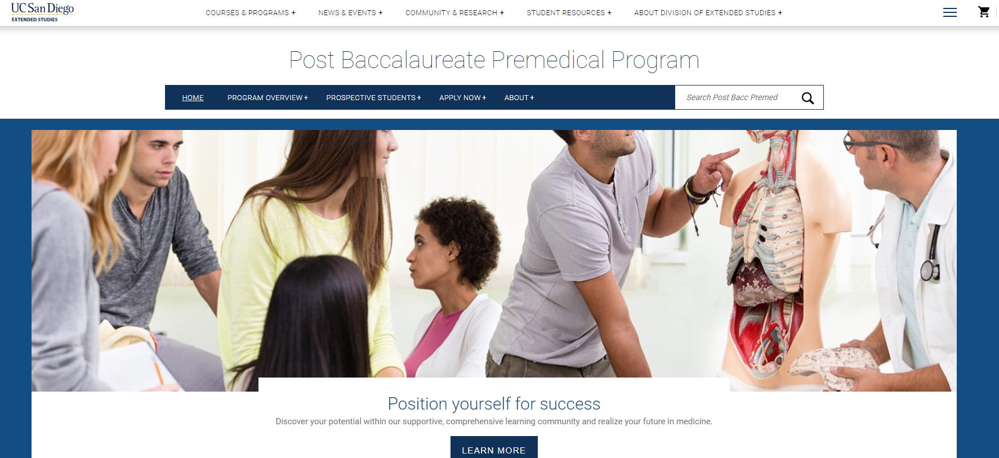 UC San Diego
EXTENDED STUDIES
COURSES & PROGRAMS +
NEWS & EVENTS +
COMMUNITY & RESEARCH +
STUDENT RESOURCES +
ABOUT DIVISION OF EXTENDED STUDIES +
Post Baccalaureate Premedical Program
HOME
PROGRAM OVERVIEW +
PROSPECTIVE STUDENTS +
APPLY NOW +
ABOUT +
Search Post Bacc Premed
Position yourself for success
Discover your potential within our supportive, comprehensive learning community and realize your future in medicine.
LEARN MORE